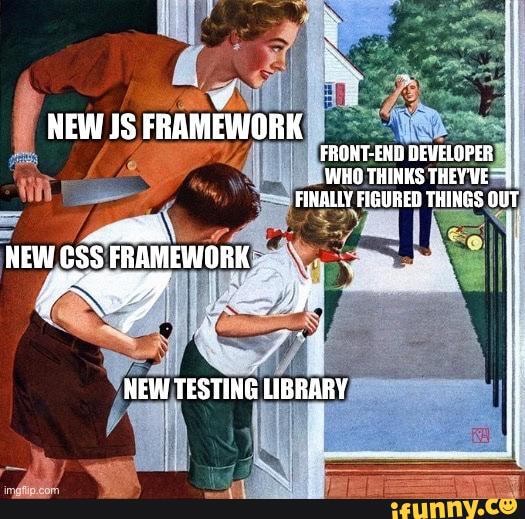 NEW JS FRAMEWORK
FRONT-END DEVELOPER
WHO THINKS THEY'VE
FINALLY FIGURED THINGS OUT
NEW CSS FRAMEWORK
NEW TESTING LIBRARY
imgflip.com
ifunny.co